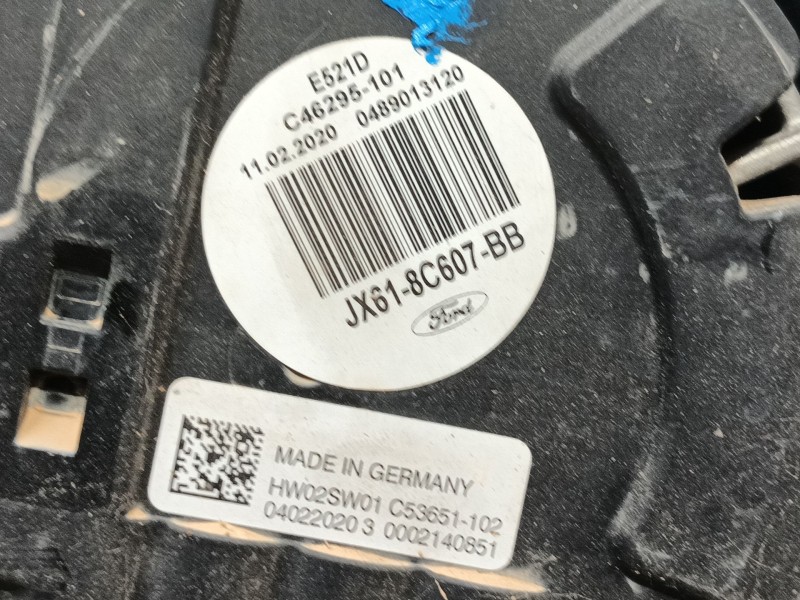 E521D
C46295-101
11.02.2020 0489013120
JX61-8C607-BB
Ford
MADE IN GERMANY
HW02SW01 C53651-102
04022020 3 0002140851